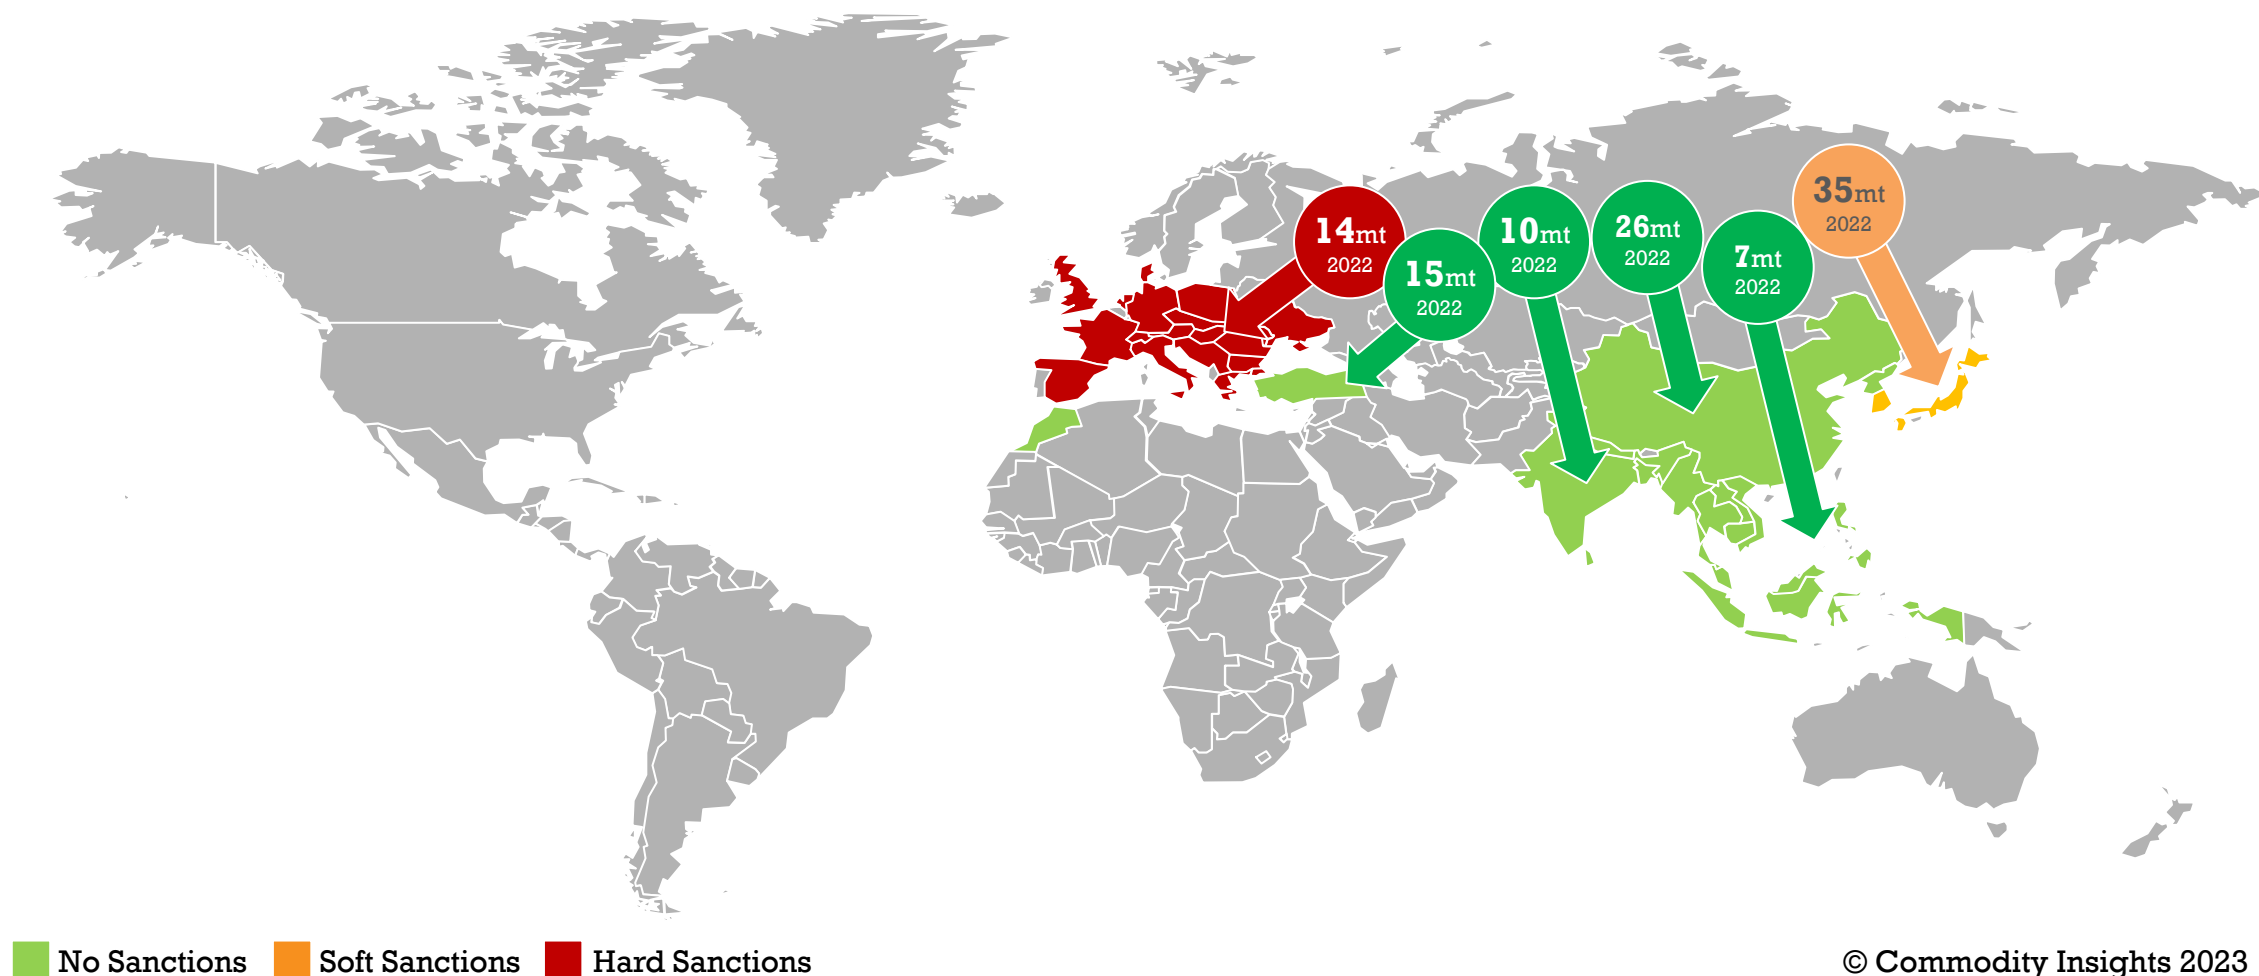 14mt
2022
15mt
2022
10mt
2022
26mt
2022
7mt
2022
35mt
2022
No Sanctions
Soft Sanctions
Hard Sanctions
© Commodity Insights 2023